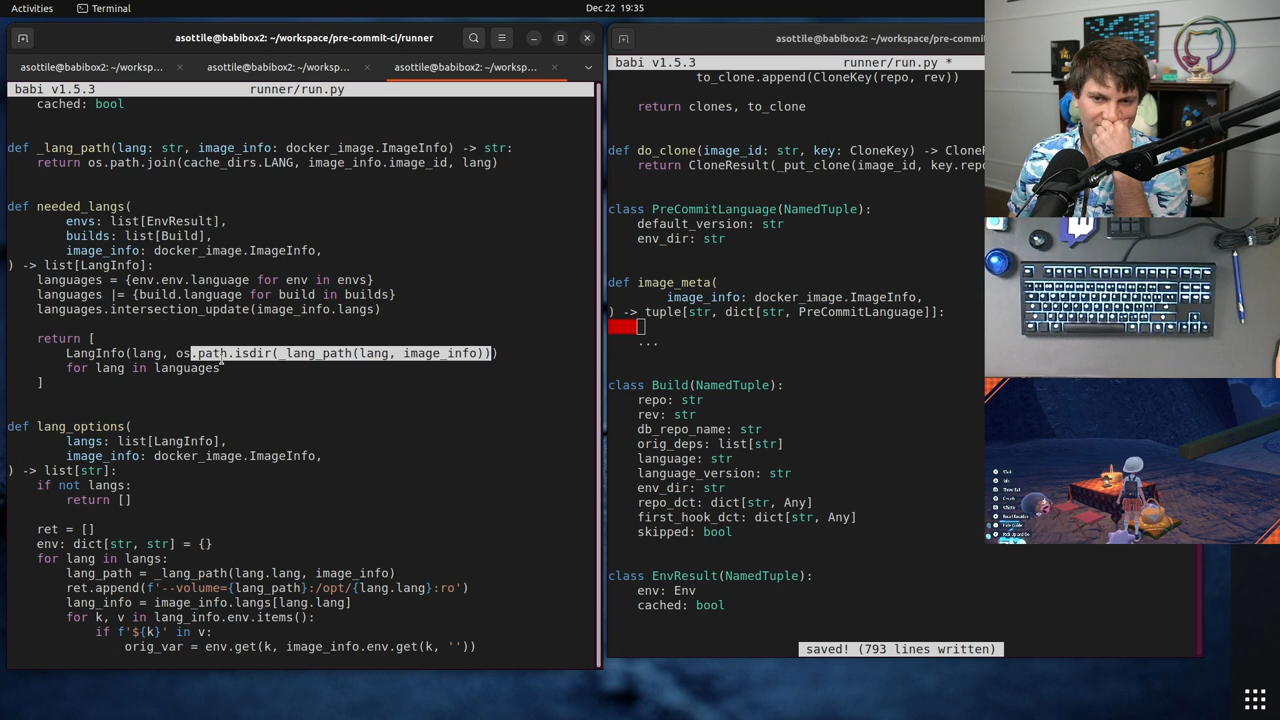 Activities
Terminal
Dec 22 19:35
asottile@babibox2: ~/workspace/pre-commit-ci/runner
asottile@babibox2: ~/worksp…
asottile@babibox2: ~/worksp…
asottile@babibox2: ~/worksp…
babi v1.5.3 runner/run.py
cached: bool
def _lang_path(lang: str, image_info: docker_image.ImageInfo) -> str:
return os.path.join(cache_dirs.LANG, image_info.image_id, lang)
def needed_langs(
envs: list[EnvResult],
builds: list[Build],
image_info: docker_image.ImageInfo,
) -> list[LangInfo]:
languages = {env.env.language for env in envs}
languages |= {build.language for build in builds}
languages.intersection_update(image_info.langs)
return [
LangInfo(lang, os.path.isdir(_lang_path(lang, image_info)))
for lang in languages
]
def lang_options(
langs: list[LangInfo],
image_info: docker_image.ImageInfo,
) -> list[str]:
if not langs:
return []
ret = []
env: dict[str, str] = {}
for lang in langs:
lang_path = _lang_path(lang.lang, image_info)
ret.append(f'--volume={lang_path}:/opt/{lang.lang}:ro')
lang_info = image_info.langs[lang.lang]
for k, v in lang_info.env.items():
if f'${k}' in v:
orig_var = env.get(k, image_info.env.get(k, ''))
asottile@babibox2: ~/workspace/pre-commi
babi v1.5.3 runner/run.py *
to_clone.append(CloneKey(repo, rev))
return clones, to_clone
def do_clone(image_id: str, key: CloneKey) -> CloneR
return CloneResult(_put_clone(image_id, key.repo
class PreCommitLanguage(NamedTuple):
default_version: str
env_dir: str
def image_meta(
image_info: docker_image.ImageInfo,
) -> tuple[str, dict[str, PreCommitLanguage]]:
...
class Build(NamedTuple):
repo: str
rev: str
db_repo_name: str
orig_deps: list[str]
language: str
language_version: str
env_dir: str
repo_dct: dict[str, Any]
first_hook_dct: dict[str, Any]
skipped: bool
class EnvResult(NamedTuple):
env: Env
cached: bool
saved! (793 lines written)